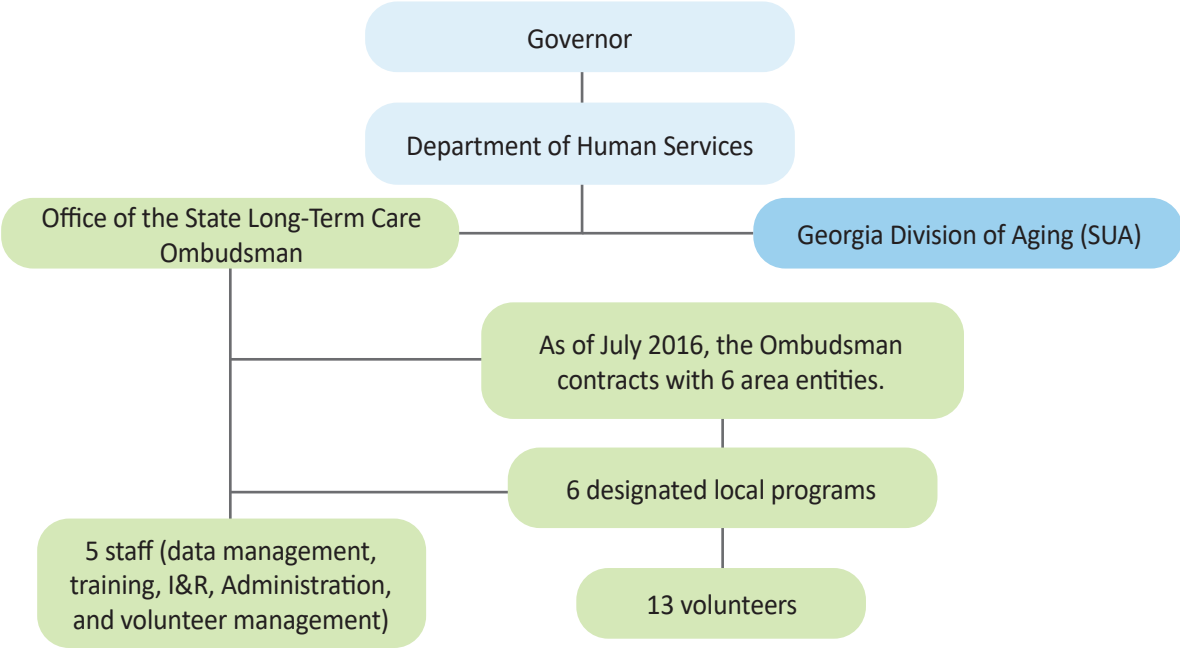 Governor
Department of Human Services
Office of the State Long-Term Care
Ombudsman
Georgia Division of Aging (SUA)
As of July 2016, the Ombudsman
contracts with 6 area entities.
6 designated local programs
5 staff (data management,
training, I&R, Administration,
and volunteer management)
13 volunteers